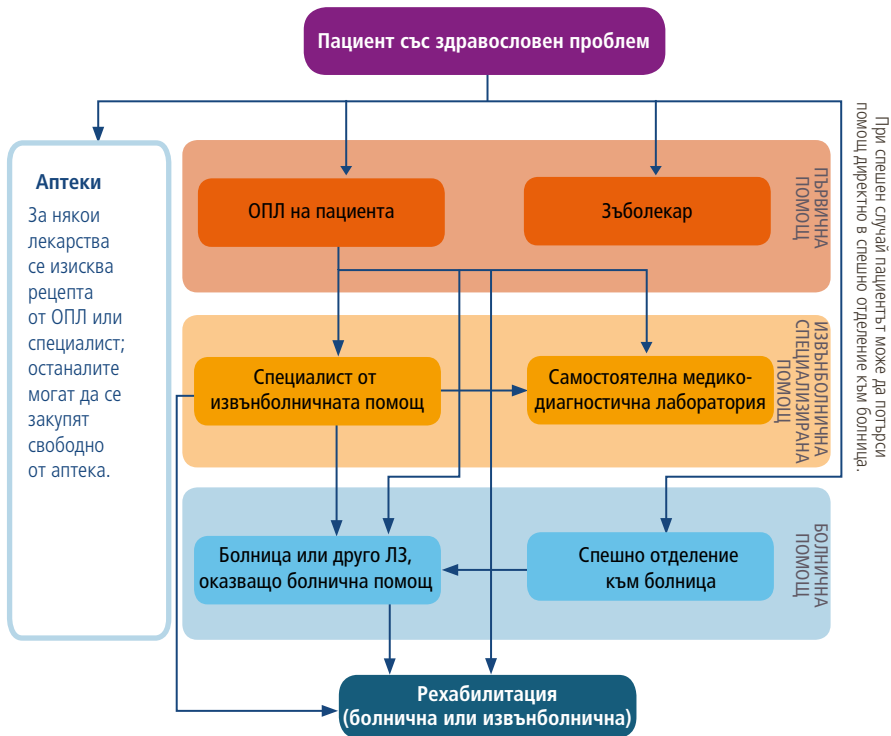 Пациент със здравословен проблем
При спешен случай пациентът може да потърси
помощ директно в спешно отделение към болница.
Аптеки
За някои
лекарства
се изисква
рецепта
от ОПЛ или
специалист;
останалите
могат да се
закупят
свободно
от аптека.
ОПЛ на пациента
Зъболекар
ПЪРВИЧНА
ПОМОЩ
Специалист от
извънболничната помощ
Самостоятелна медико-
диагностична лаборатория
ИЗВЪНБОЛНИЧНА
СПЕЦИАЛИЗИРАНА
ПОМОЩ
Болница или друго ЛЗ,
оказващо болнична помощ
Спешно отделение
към болница
БОЛНИЧНА
ПОМОЩ
Рехабилитация
(болнична или извънболнична)